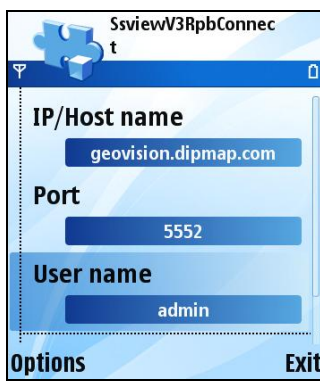 SsviewV3RpbConnec
t
IP/Host name
geovision.dipmap.com
Port
5552
User name
admin
Options Exit